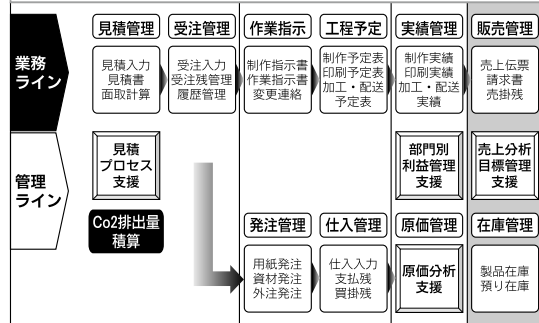 見積管理
受注管理
作業指示
工程予定
実績管理
販売管理
業務
ライン
見積入力
見積書
面取計算
受注入力
受注残管理
履歴管理
制作指示書
作業指示書
変更連絡
制作予定表
印刷予定表
加工・配送
予定表
制作実績
印刷実績
加工・配送
実績
売上伝票
請求書
売掛残
管理
ライン
見積
プロセス
支援
部門別
利益管理
支援
売上分析
目標管理
支援
Co2排出量
積算
発注管理
仕入管理
原価管理
在庫管理
用紙発注
資材発注
外注発注
仕入入力
支払残
買掛残
原価分析
支援
製品在庫
預り在庫